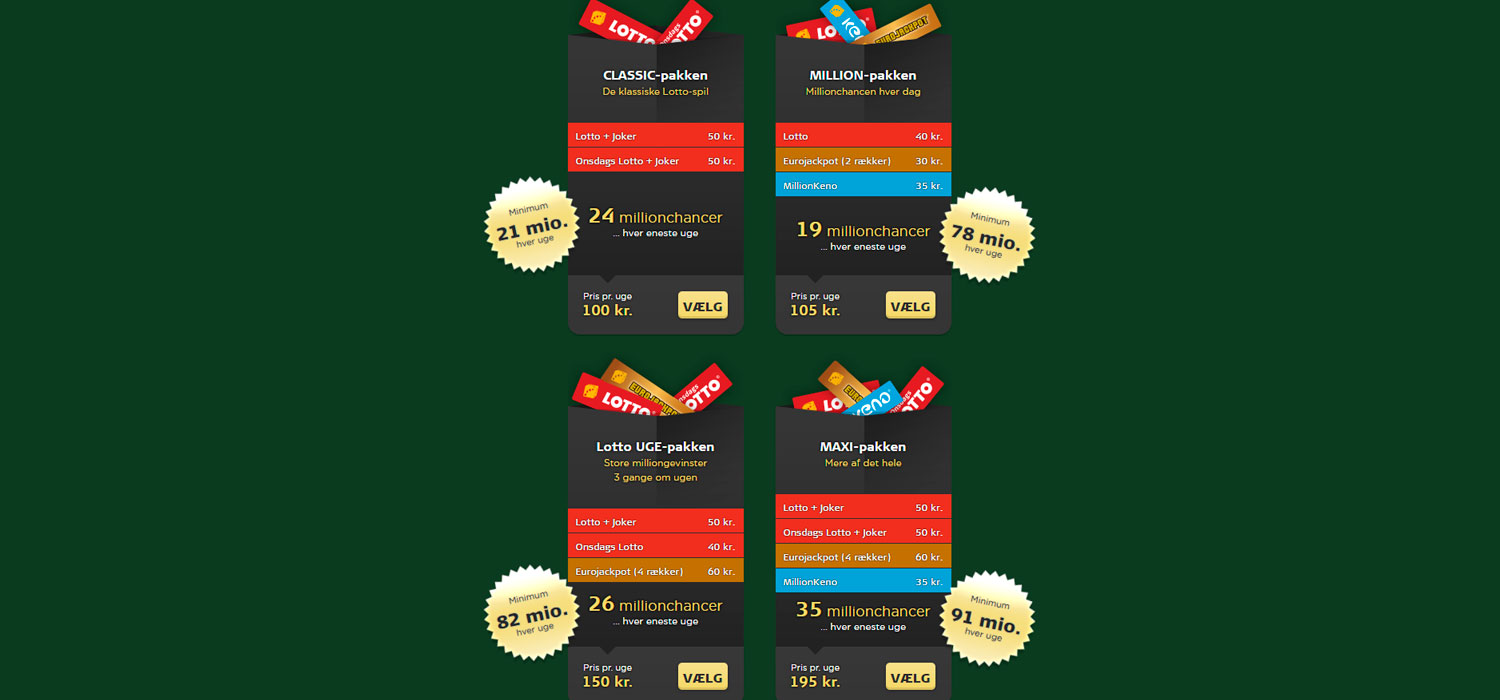 LOTTO
Onsdags
LOTTO
CLASSIC-pakken
De klassiske Lotto-spil
Lotto + Joker 50 kr.
Onsdags Lotto + Joker 50 kr.
Minimum
21 mio.
hver uge
24 millionchancer
... hver eneste uge
Pris pr. uge
100 kr.
VÆLG
EUROJACKPOT
MILLION-pakken
Millionchancen hver dag
Lotto 40 kr.
Eurojackpot (2 rækker) 30 kr.
MillionKeno 35 kr.
19 millionchancer
... hver eneste uge
Minimum
78 mio.
hver uge
Pris pr. uge
105 kr.
VÆLG
LOTTO
EUROJACKPOT
LOTTO
Lotto UGE-pakken
Store milliongevinster
3 gange om ugen
Lotto + Joker 50 kr.
Onsdags Lotto 40 kr.
Eurojackpot (4 rækker) 60 kr.
Minimum
82 mio.
hver uge
26 millionchancer
... hver eneste uge
Pris pr. uge
150 kr.
VÆLG
Keno
MAXI-pakken
Mere af det hele
Lotto + Joker 50 kr.
Onsdags Lotto + Joker 50 kr.
Eurojackpot (4 rækker) 60 kr.
MillionKeno 35 kr.
35 millionchancer
... hver eneste uge
Minimum
91 mio.
hver uge
Pris pr. uge
195 kr.
VÆLG